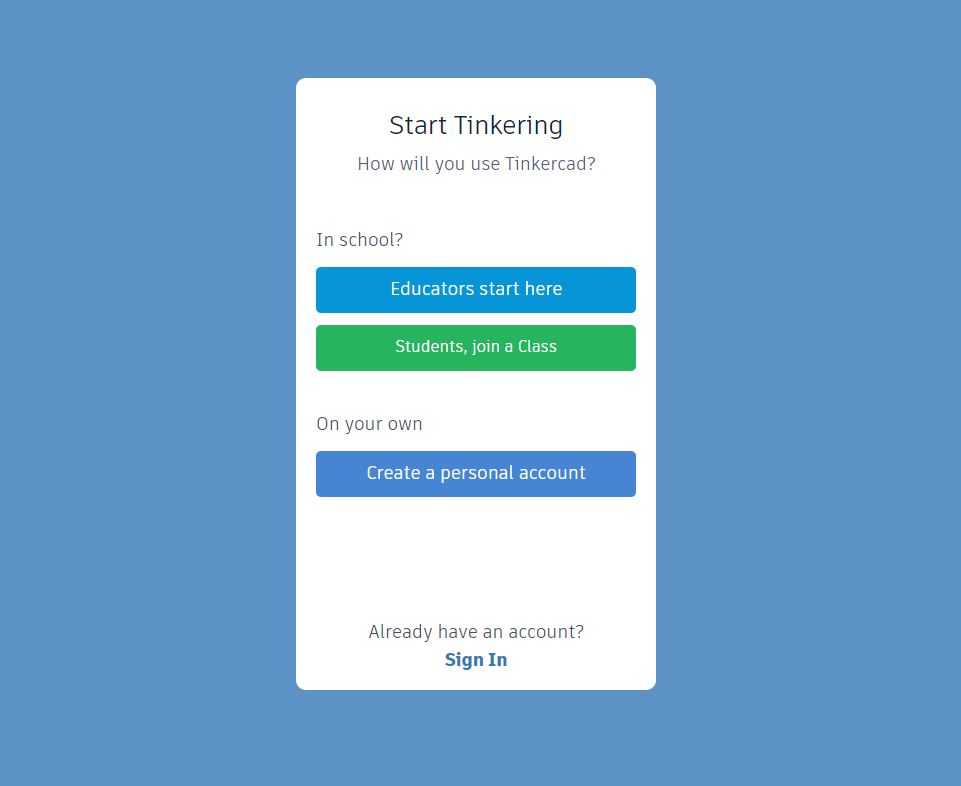 Start Tinkering
How will you use Tinkercad?
In school?
Educators start here
Students, join a Class
On your own
Create a personal account
Already have an account?
Sign In